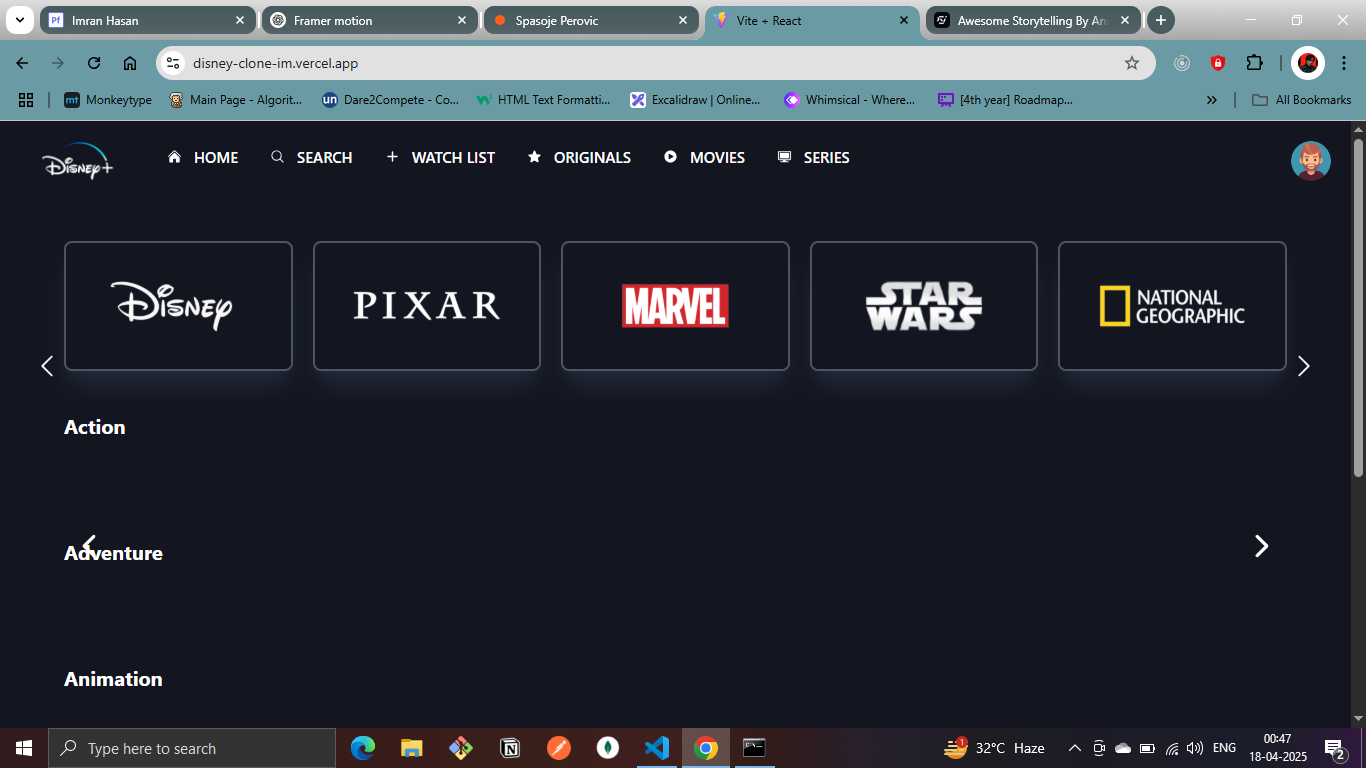 Imran Hasan
Framer motion
Spasoje Perovic
Vite + React
Awesome Storytelling By An
disney-clone-im.vercel.app
Monkeytype
Main Page - Algorit...
Dare2Compete - Co...
HTML Text Formatti...
Excalidraw | Online...
Whimsical - Where...
[4th year] Roadmap...
All Bookmarks
Disney+
HOME
SEARCH
WATCH LIST
ORIGINALS
MOVIES
SERIES
Disney
PIXAR
MARVEL
STAR
WARS
NATIONAL
GEOGRAPHIC
Action
Adventure
Animation
Type here to search
1
32°C Haze
ENG
00:47
18-04-2025
2